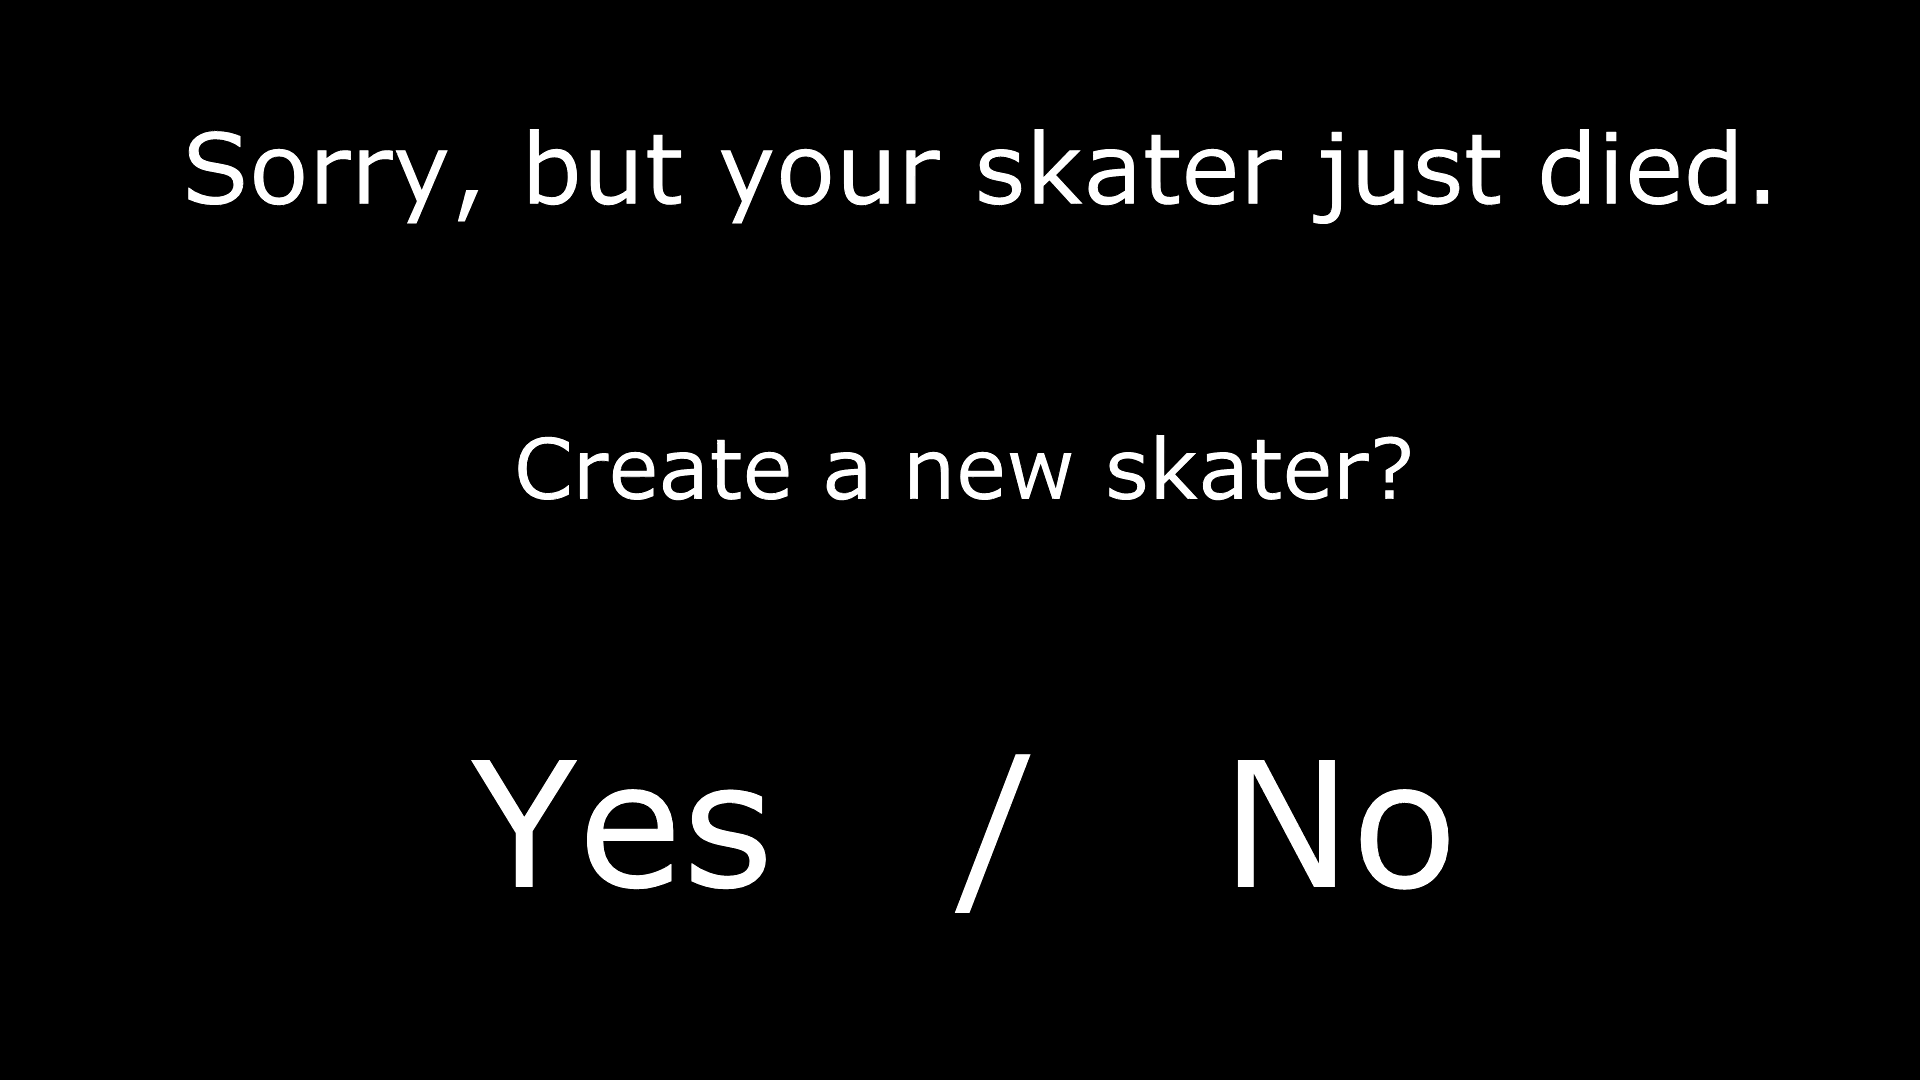 Sorry, but your skater just died.
Create a new skater?
Yes / No